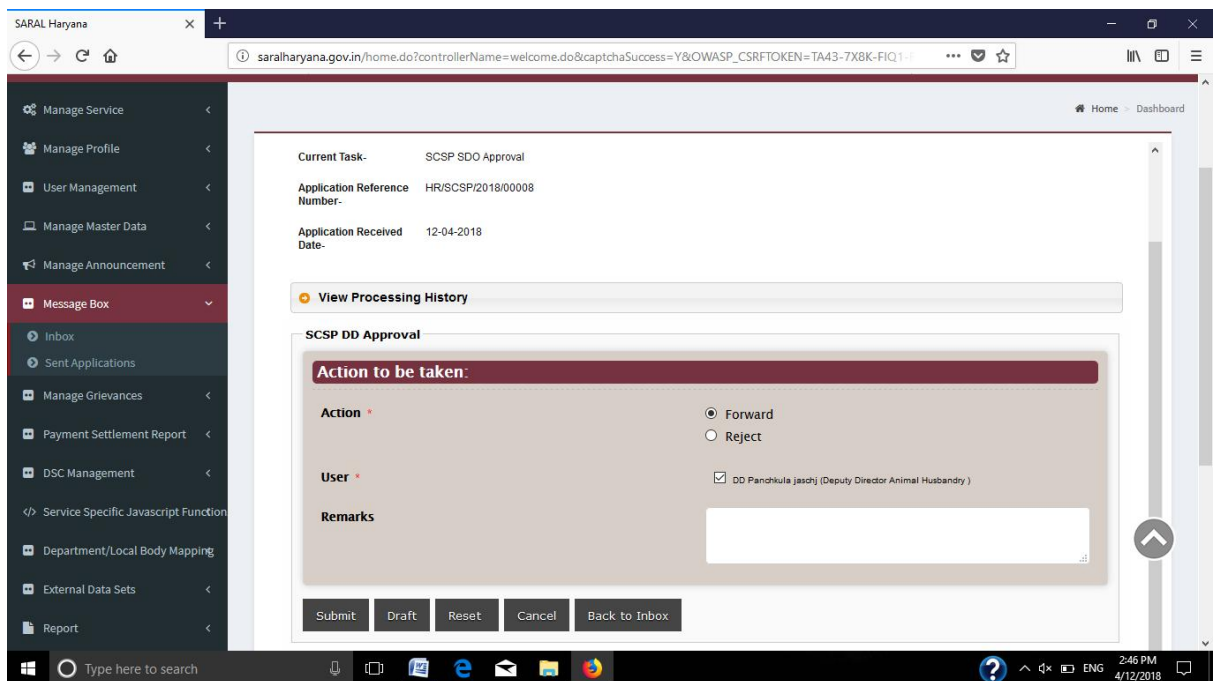 SARAL Haryana
saralharyana.gov.in/home.do?controllerName=welcome.do&captchaSuccess=Y&OWASP_CSRFTOKEN=TA43-7X8K-FIQ1-
Manage Service
Manage Profile
User Management
Manage Master Data
Manage Announcement
Message Box
Inbox
Sent Applications
Manage Grievances
Payment Settlement Report
DSC Management
Service Specific Javascript Function
Department/Local Body Mapping
External Data Sets
Report
Home > Dashboard
Current Task- SCSP SDO Approval
Application Reference HR/SCSP/2018/00008
Number-
Application Received 12-04-2018
Date-
View Processing History
SCSP DD Approval
Action to be taken:
Action * Forward
Reject
User * DD Panchkula jaschj (Deputy Director Animal Husbandry )
Remarks
Submit Draft Reset Cancel Back to Inbox
Type here to search
ENG
2:46 PM
4/12/2018